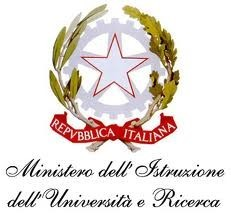 REPVBBLICA ITALIANA
Ministero dell'Istruzione
dell'Università e Ricerca